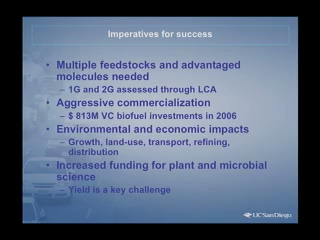 Imperatives for success
• Multiple feedstocks and advantaged
molecules needed
– 1G and 2G assessed through LCA
• Aggressive commercialization
– $ 813M VC biofuel investments in 2006
• Environmental and economic impacts
– Growth, land-use, transport, refining,
distribution
• Increased funding for plant and microbial
science
– Yield is a key challenge
UC San Diego